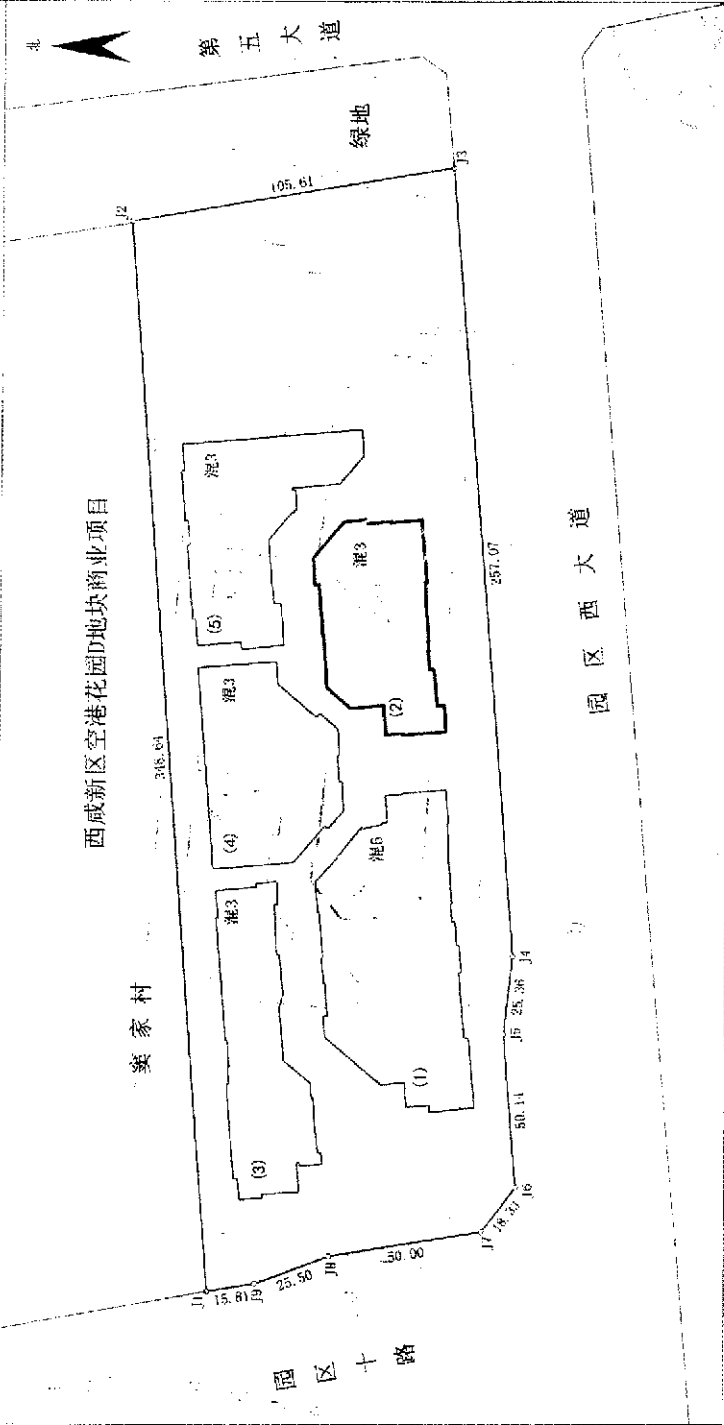 北
第五大道
绿地
西咸新区空港花园D地块商业项目
窦家村
园区十路
园区西大道
J1
J2
J3
J4
J5
J6
J7
J8
J9
348.64
105.61
257.07
25.36
50.14
18.33
50.00
25.50
15.81
(3)
混3
(4)
混3
(5)
混3
(1)
混6
(2)
混3